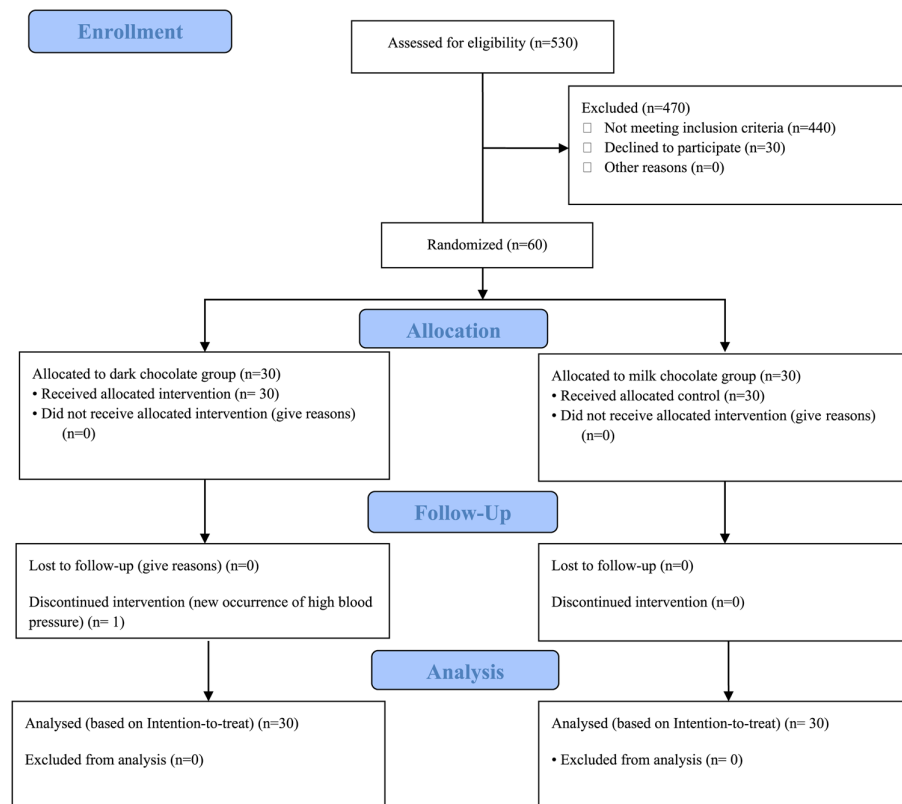 Enrollment
Assessed for eligibility (n=530)
Excluded (n=470)
Not meeting inclusion criteria (n=440)
Declined to participate (n=30)
Other reasons (n=0)
Randomized (n=60)
Allocation
Allocated to dark chocolate group (n=30)
• Received allocated intervention (n= 30)
• Did not receive allocated intervention (give reasons)
(n=0)
Allocated to milk chocolate group (n=30)
• Received allocated control (n=30)
• Did not receive allocated intervention (give reasons)
(n=0)
Follow-Up
Lost to follow-up (give reasons) (n=0)
Discontinued intervention (new occurrence of high blood
pressure) (n= 1)
Lost to follow-up (n=0)
Discontinued intervention (n=0)
Analysis
Analysed (based on Intention-to-treat) (n=30)
Excluded from analysis (n=0)
Analysed (based on Intention-to-treat) (n= 30)
• Excluded from analysis (n= 0)